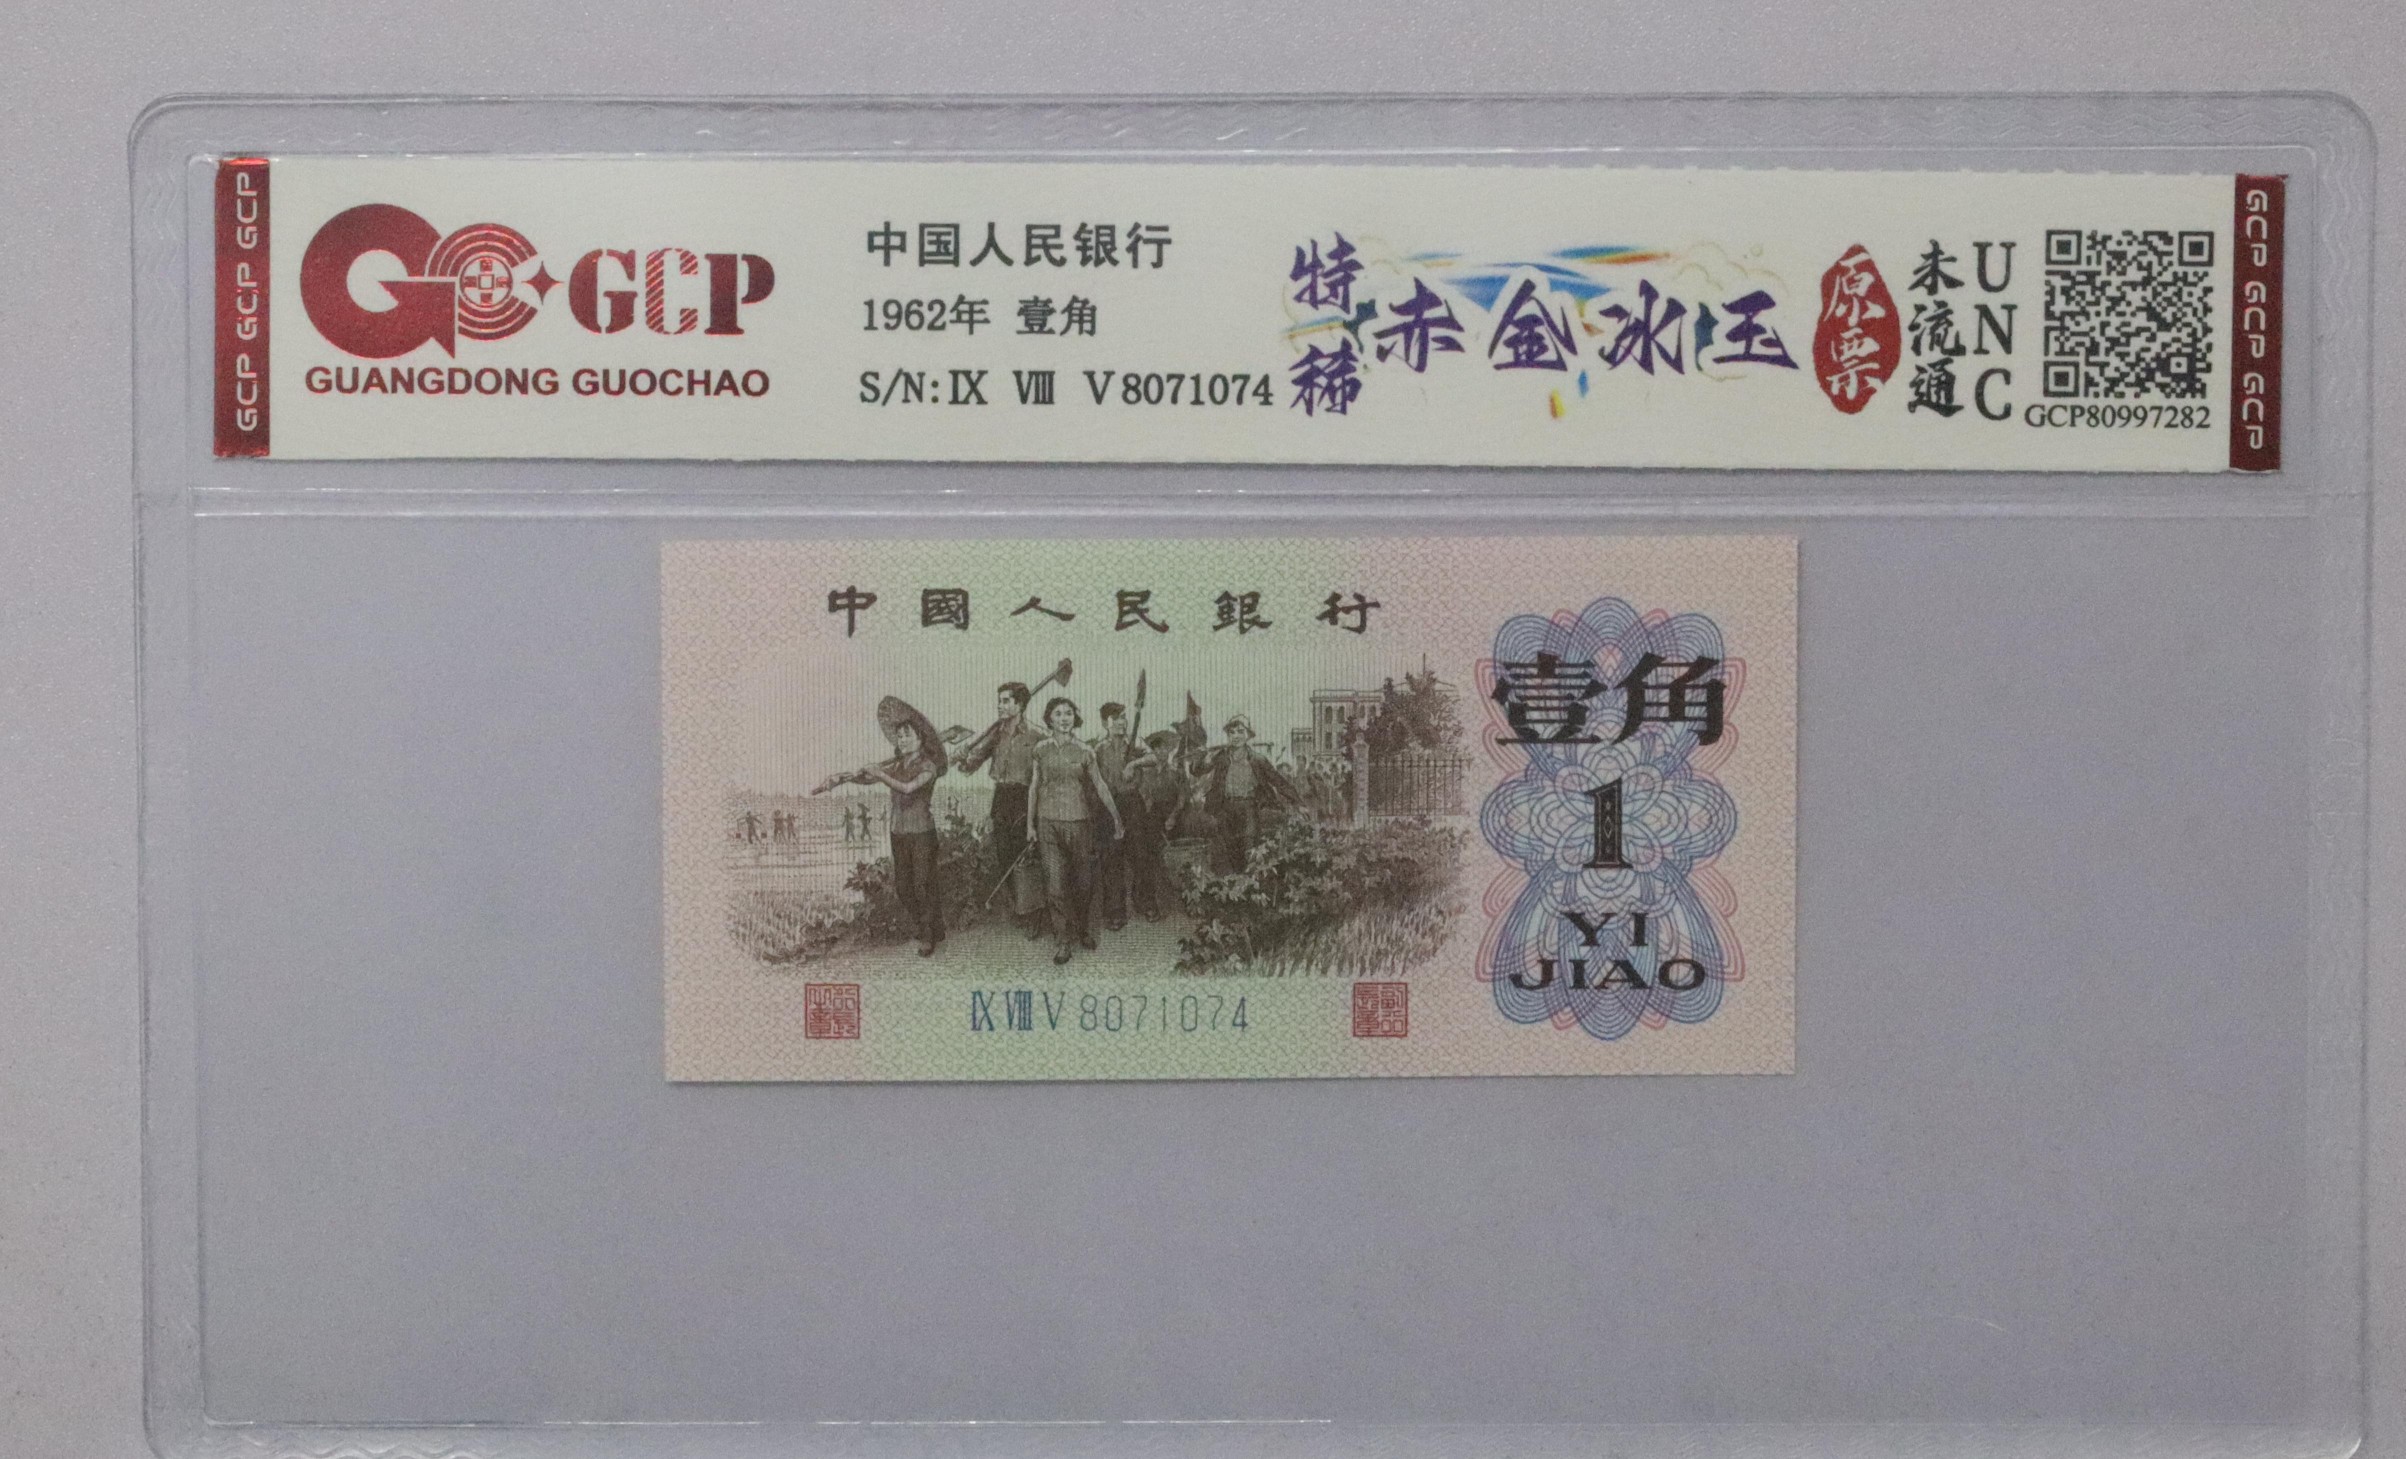 GCP GCP GCP
GCP
GUANGDONG GUOCHAO
中国人民银行
1962年 壹角
S/N: Ⅸ Ⅷ Ⅴ 8071074
特稀
赤金冰玉
原票
未流通
UNC
GCP80997282
GCP GCP GCP
中國人民銀行
壹角
1
YI
JIAO
Ⅸ Ⅷ Ⅴ 8071074